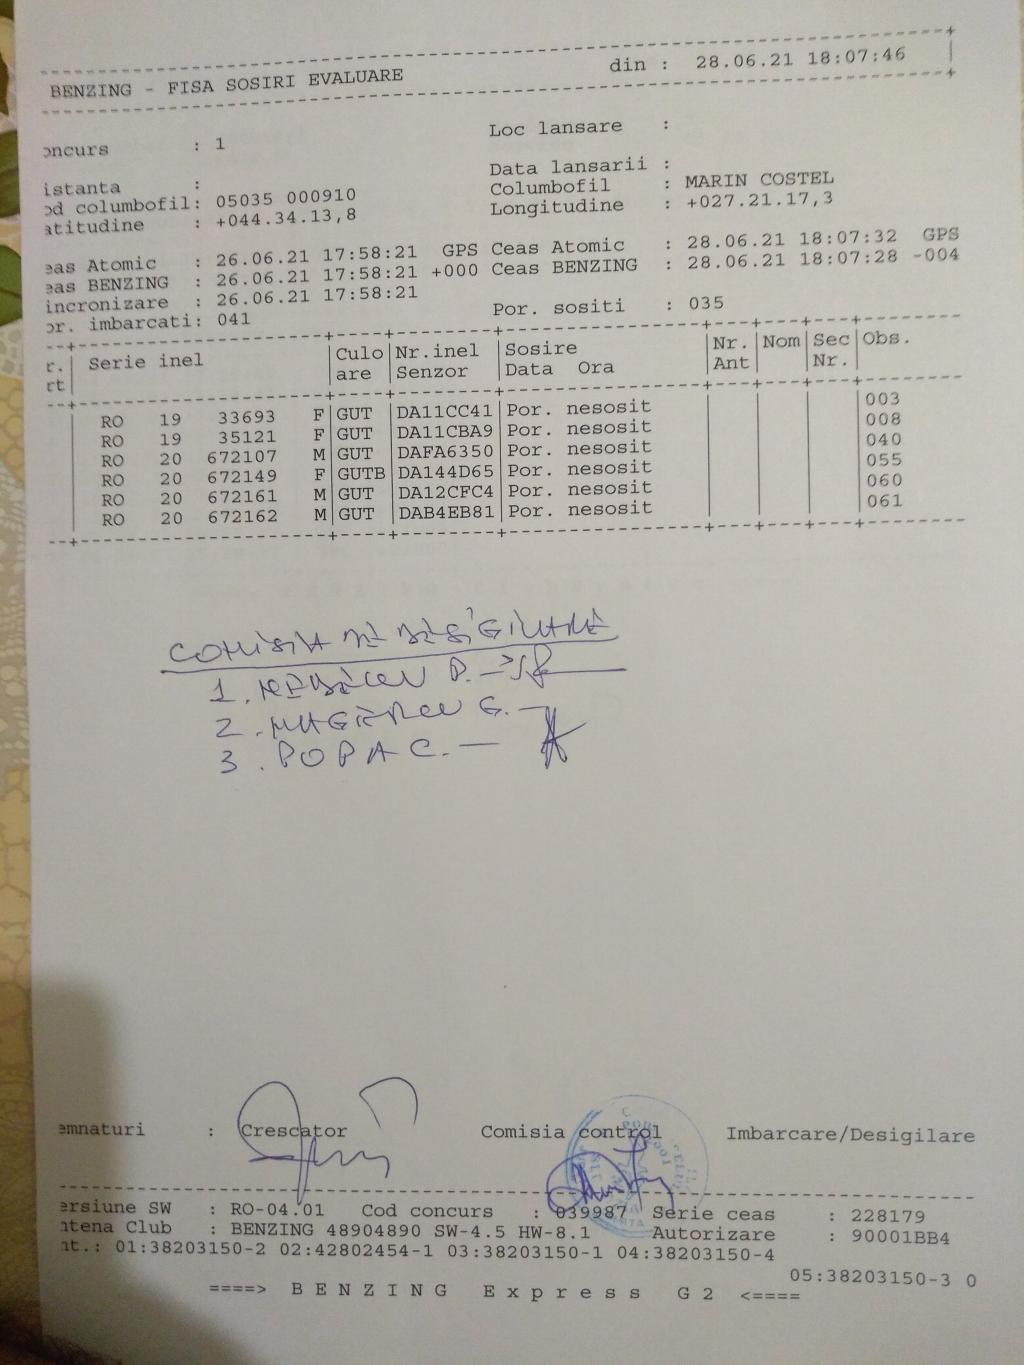 BENZING - FISA SOSIRI EVALUARE din : 28.06.21 18:07:46
oncurs : 1 Loc lansare :
istanta : Data lansarii :
od columbofil: 05035 000910 Columbofil : MARIN COSTEL
atitudine : +044.34.13,8 Longitudine : +027.21.17,3
eas Atomic : 26.06.21 17:58:21 GPS Ceas Atomic : 28.06.21 18:07:32 GPS
eas BENZING : 26.06.21 17:58:21 +000 Ceas BENZING : 28.06.21 18:07:28 -004
incronizare : 26.06.21 17:58:21
or. imbarcati: 041 Por. sositi : 035
r. Serie inel Culo Nr.inel Sosire Nr. Nom Sec Obs.
rt are Senzor Data Ora Ant Nr.
RO 19 33693 F GUT DA11CC41 Por. nesosit 003
RO 19 35121 F GUT DA11CBA9 Por. nesosit 008
RO 20 672107 M GUT DAFA6350 Por. nesosit 040
RO 20 672149 F GUTB DA144D65 Por. nesosit 055
RO 20 672161 M GUT DA12CFC4 Por. nesosit 060
RO 20 672162 M GUT DAB4EB81 Por. nesosit 061
COMISIA DE DESIGILARE
1. P.
2. G.
3. POPA C.
emnaturi : Crescator Comisia control Imbarcare/Desigilare
ersiune SW : RO-04.01 Cod concurs : 039987 Serie ceas : 228179
ntena Club : BENZING 48904890 SW-4.5 HW-8.1 Autorizare : 90001BB4
nt.: 01:38203150-2 02:42802454-1 03:38203150-1 04:38203150-4
05:38203150-3 0
====> BENZING Express G2 <====